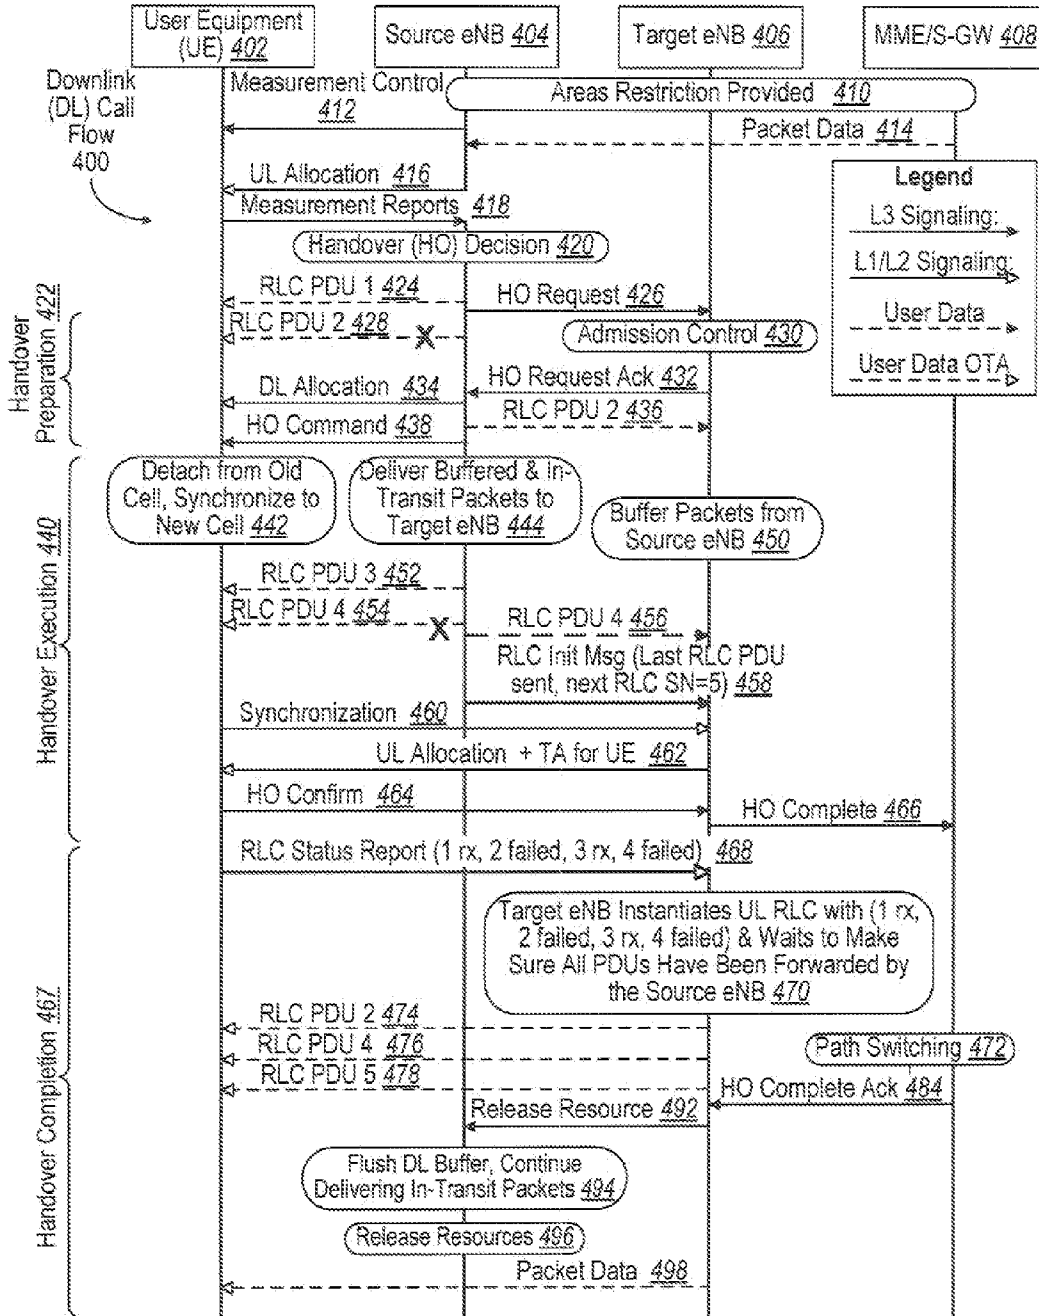 User Equipment
(UE) 402
Source eNB 404
Target eNB 406
MME/S-GW 408
Downlink
(DL) Call
Flow
400
Measurement Control
412
Areas Restriction Provided 410
Packet Data 414
UL Allocation 416
Measurement Reports 418
Legend
L3 Signaling:
L1/L2 Signaling:
User Data
User Data OTA
Handover (HO) Decision 420
Handover
Preparation 422
RLC PDU 1 424
HO Request 426
RLC PDU 2 428
X
Admission Control 430
HO Request Ack 432
DL Allocation 434
RLC PDU 2 436
HO Command 438
Handover Execution 440
Detach from Old
Cell, Synchronize to
New Cell 442
Deliver Buffered & In-
Transit Packets to
Target eNB 444
Buffer Packets from
Source eNB 450
RLC PDU 3 452
RLC PDU 4 454
X
RLC PDU 4 456
RLC Init Msg (Last RLC PDU
sent, next RLC SN=5) 458
Synchronization 460
UL Allocation + TA for UE 462
HO Confirm 464
HO Complete 466
Handover Completion 467
RLC Status Report (1 rx, 2 failed, 3 rx, 4 failed) 468
Target eNB Instantiates UL RLC with (1 rx,
2 failed, 3 rx, 4 failed) & Waits to Make
Sure All PDUs Have Been Forwarded by
the Source eNB 470
RLC PDU 2 474
RLC PDU 4 476
Path Switching 472
RLC PDU 5 478
HO Complete Ack 484
Release Resource 492
Flush DL Buffer, Continue
Delivering In-Transit Packets 494
Release Resources 496
Packet Data 498